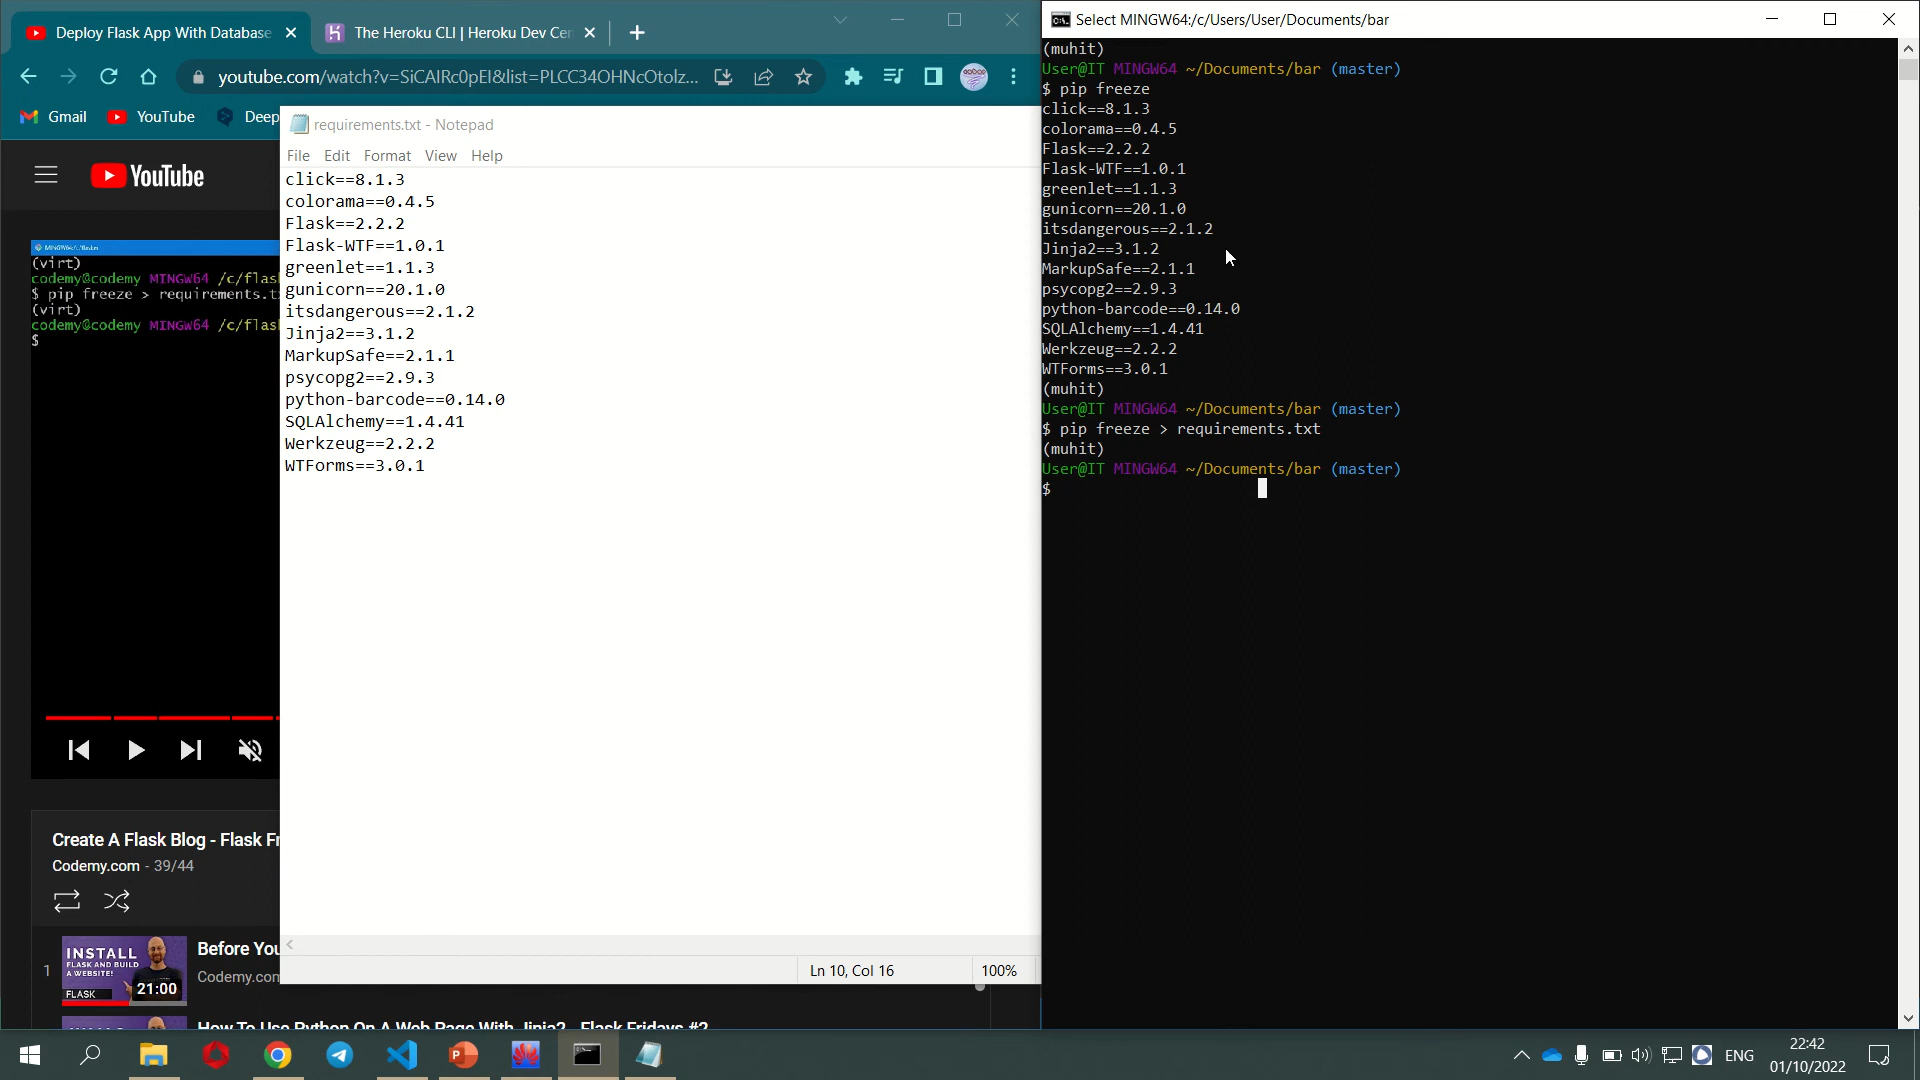 Deploy Flask App With Database
The Heroku CLI | Heroku Dev Cen
youtube.com/watch?v=SiCAlRc0pEI&list=PLCC34OHNcOtolz...
Gmail
YouTube
Deep
YouTube
MINGW64:/c/flasker
(virt)
codemy@codemy MINGW64 /c/flas
$ pip freeze > requirements.t
(virt)
codemy@codemy MINGW64 /c/flas
$
Create A Flask Blog - Flask Fr
Codemy.com - 39/44
1
INSTALL
FLASK AND BUILD
A WEBSITE!
FLASK
21:00
Before You
Codemy.com
How To Use Python On A Web Page With Jinja2 - Flask Fridays #2
requirements.txt - Notepad
File Edit Format View Help
click==8.1.3
colorama==0.4.5
Flask==2.2.2
Flask-WTF==1.0.1
greenlet==1.1.3
gunicorn==20.1.0
itsdangerous==2.1.2
Jinja2==3.1.2
MarkupSafe==2.1.1
psycopg2==2.9.3
python-barcode==0.14.0
SQLAlchemy==1.4.41
Werkzeug==2.2.2
WTForms==3.0.1
Ln 10, Col 16
100%
Select MINGW64:/c/Users/User/Documents/bar
(muhit)
User@IT MINGW64 ~/Documents/bar (master)
$ pip freeze
click==8.1.3
colorama==0.4.5
Flask==2.2.2
Flask-WTF==1.0.1
greenlet==1.1.3
gunicorn==20.1.0
itsdangerous==2.1.2
Jinja2==3.1.2
MarkupSafe==2.1.1
psycopg2==2.9.3
python-barcode==0.14.0
SQLAlchemy==1.4.41
Werkzeug==2.2.2
WTForms==3.0.1
(muhit)
User@IT MINGW64 ~/Documents/bar (master)
$ pip freeze > requirements.txt
(muhit)
User@IT MINGW64 ~/Documents/bar (master)
$
ENG
22:42
01/10/2022